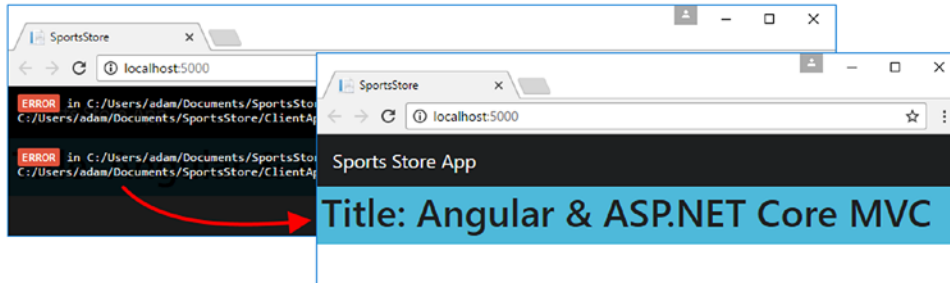 SportsStore
localhost:5000
ERROR in C:/Users/adam/Documents/SportsStor
C:/Users/adam/Documents/SportsStore/ClientAp
ERROR in C:/Users/adam/Documents/SportsStor
C:/Users/adam/Documents/SportsStore/ClientAp
SportsStore
localhost:5000
Sports Store App
Title: Angular & ASP.NET Core MVC